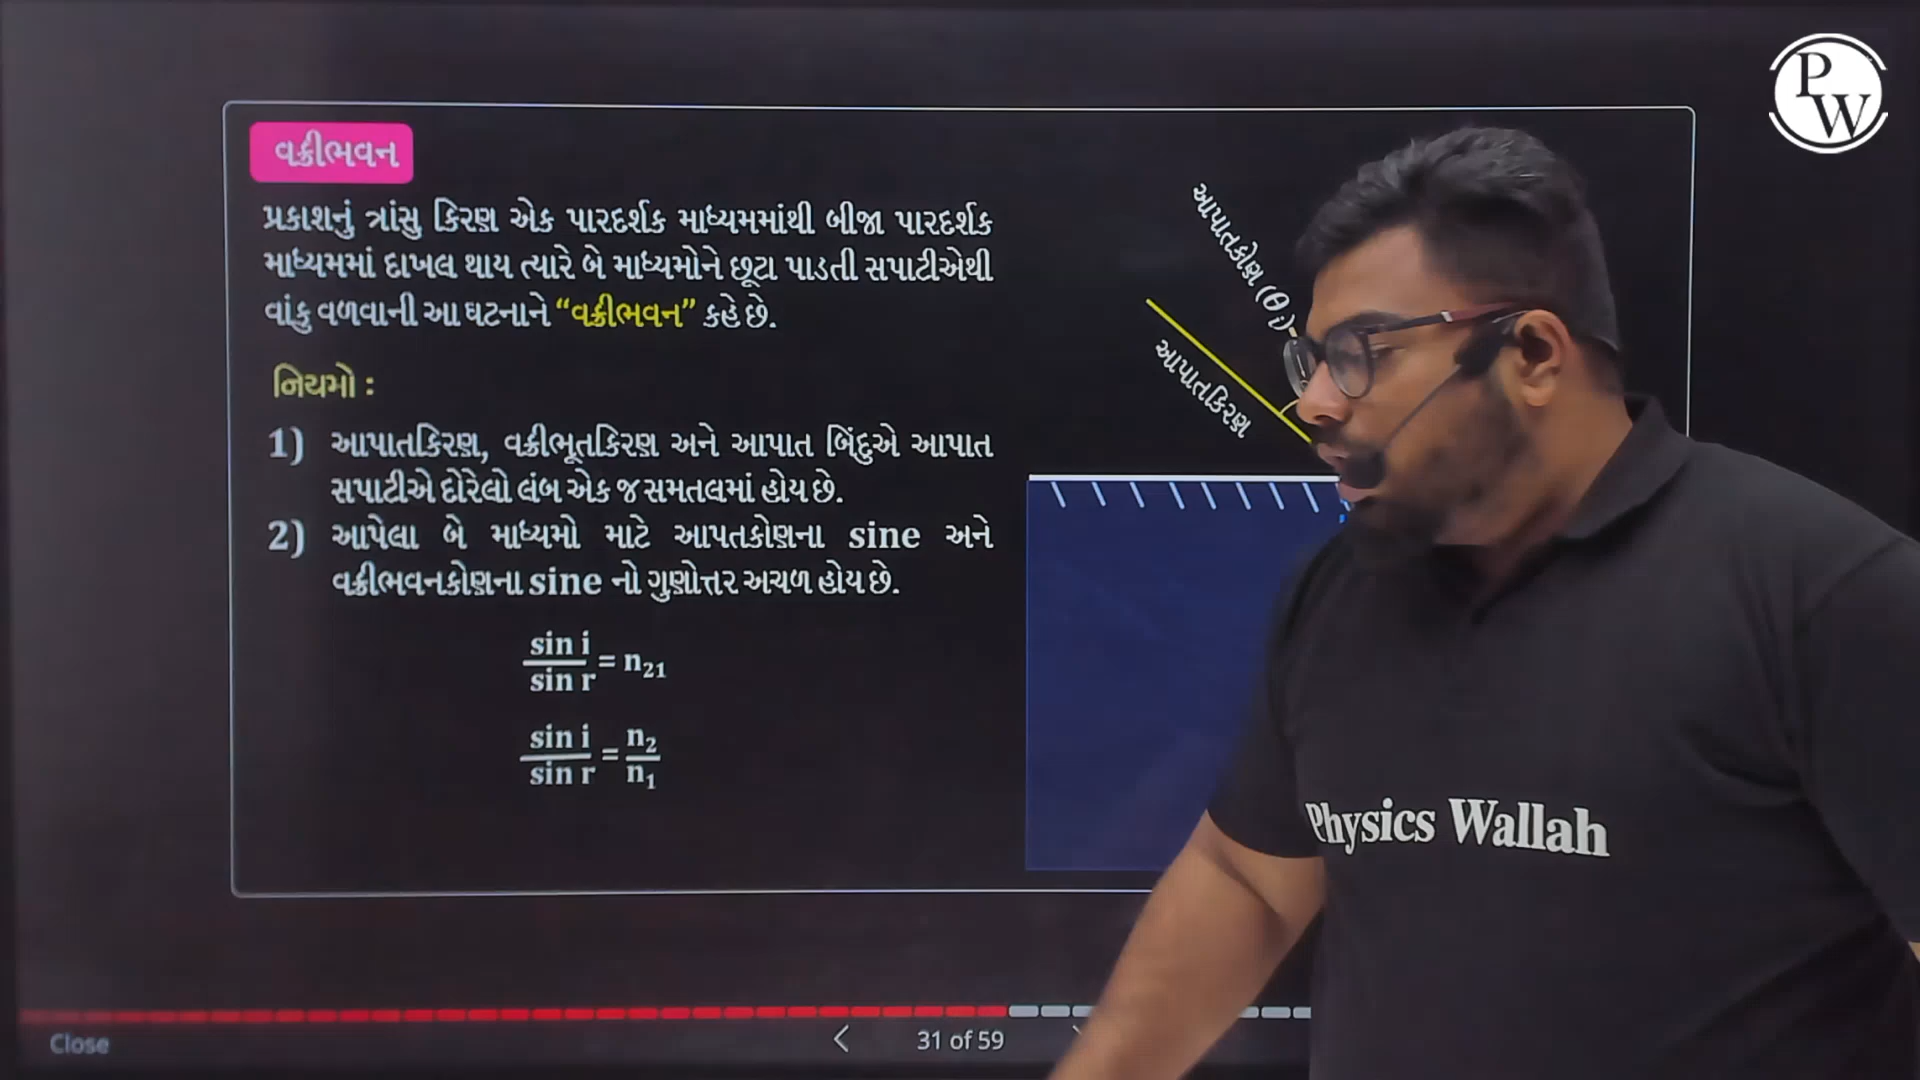 PW
વક્રીભવન
પ્રકાશનું ત્રાંસુ કિરણ એક પારદર્શક માધ્યમમાંથી બીજા પારદર્શક
માધ્યમમાં દાખલ થાય ત્યારે બે માધ્યમોને છૂટા પાડતી સપાટીએથી
વાંકુ વળવાની આ ઘટનાને “વક્રીભવન” કહે છે.
નિયમો :
1) આપાતકિરણ, વક્રીભૂતકિરણ અને આપાત બિંદુએ આપાત
સપાટીએ દોરેલો લંબ એક જ સમતલમાં હોય છે.
2) આપેલા બે માધ્યમો માટે આપતકોણના sine અને
વક્રીભવનકોણના sine નો ગુણોત્તર અચળ હોય છે.
sin i / sin r = n₂₁
sin i / sin r = n₂ / n₁
આપાતકોણ (θi)
આપાતકિરણ
Physics Wallah
Close
31 of 59